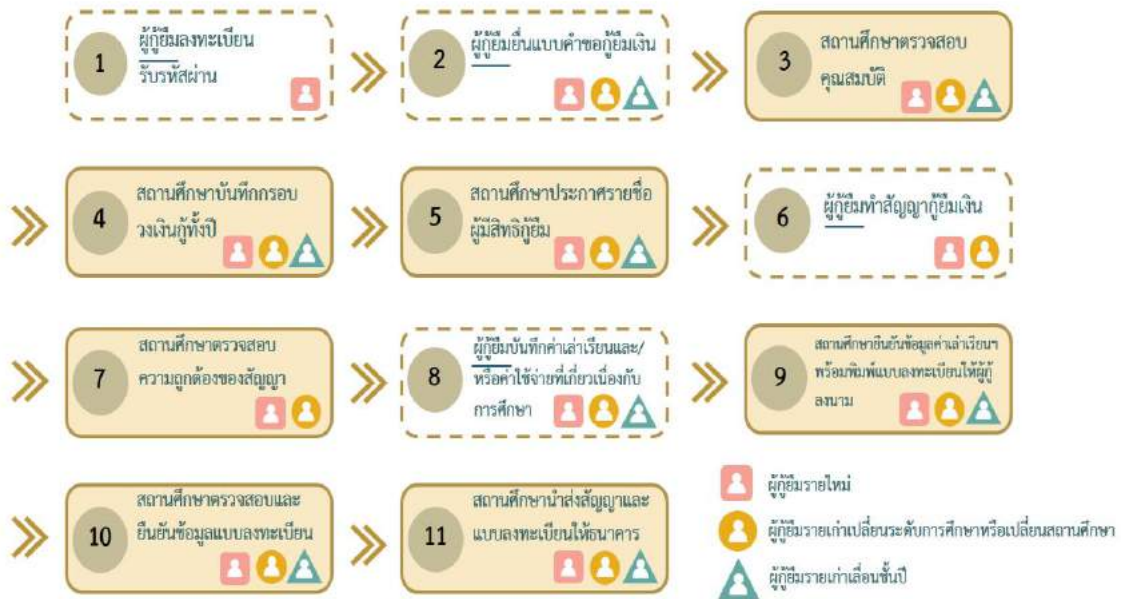 1
ผู้กู้ยืมลงทะเบียน
รับรหัสผ่าน
2
ผู้กู้ยืมยื่นแบบคำขอกู้ยืมเงิน
3
สถานศึกษาตรวจสอบ
คุณสมบัติ
4
สถานศึกษาบันทึกกรอบ
วงเงินกู้ทั้งปี
5
สถานศึกษาประกาศรายชื่อ
ผู้มีสิทธิกู้ยืม
6
ผู้กู้ยืมทำสัญญากู้ยืมเงิน
7
สถานศึกษาตรวจสอบ
ความถูกต้องของสัญญา
8
ผู้กู้ยืมบันทึกค่าเล่าเรียนและ/
หรือค่าใช้จ่ายที่เกี่ยวเนื่องกับ
การศึกษา
9
สถานศึกษายืนยันข้อมูลค่าเล่าเรียนฯ
พร้อมพิมพ์แบบลงทะเบียนให้ผู้กู้
ลงนาม
10
สถานศึกษาตรวจสอบและ
ยืนยันข้อมูลแบบลงทะเบียน
11
สถานศึกษานำส่งสัญญาและ
แบบลงทะเบียนให้ธนาคาร
ผู้กู้ยืมรายใหม่
ผู้กู้ยืมรายเก่าเปลี่ยนระดับการศึกษาหรือเปลี่ยนสถานศึกษา
ผู้กู้ยืมรายเก่าเลื่อนชั้นปี